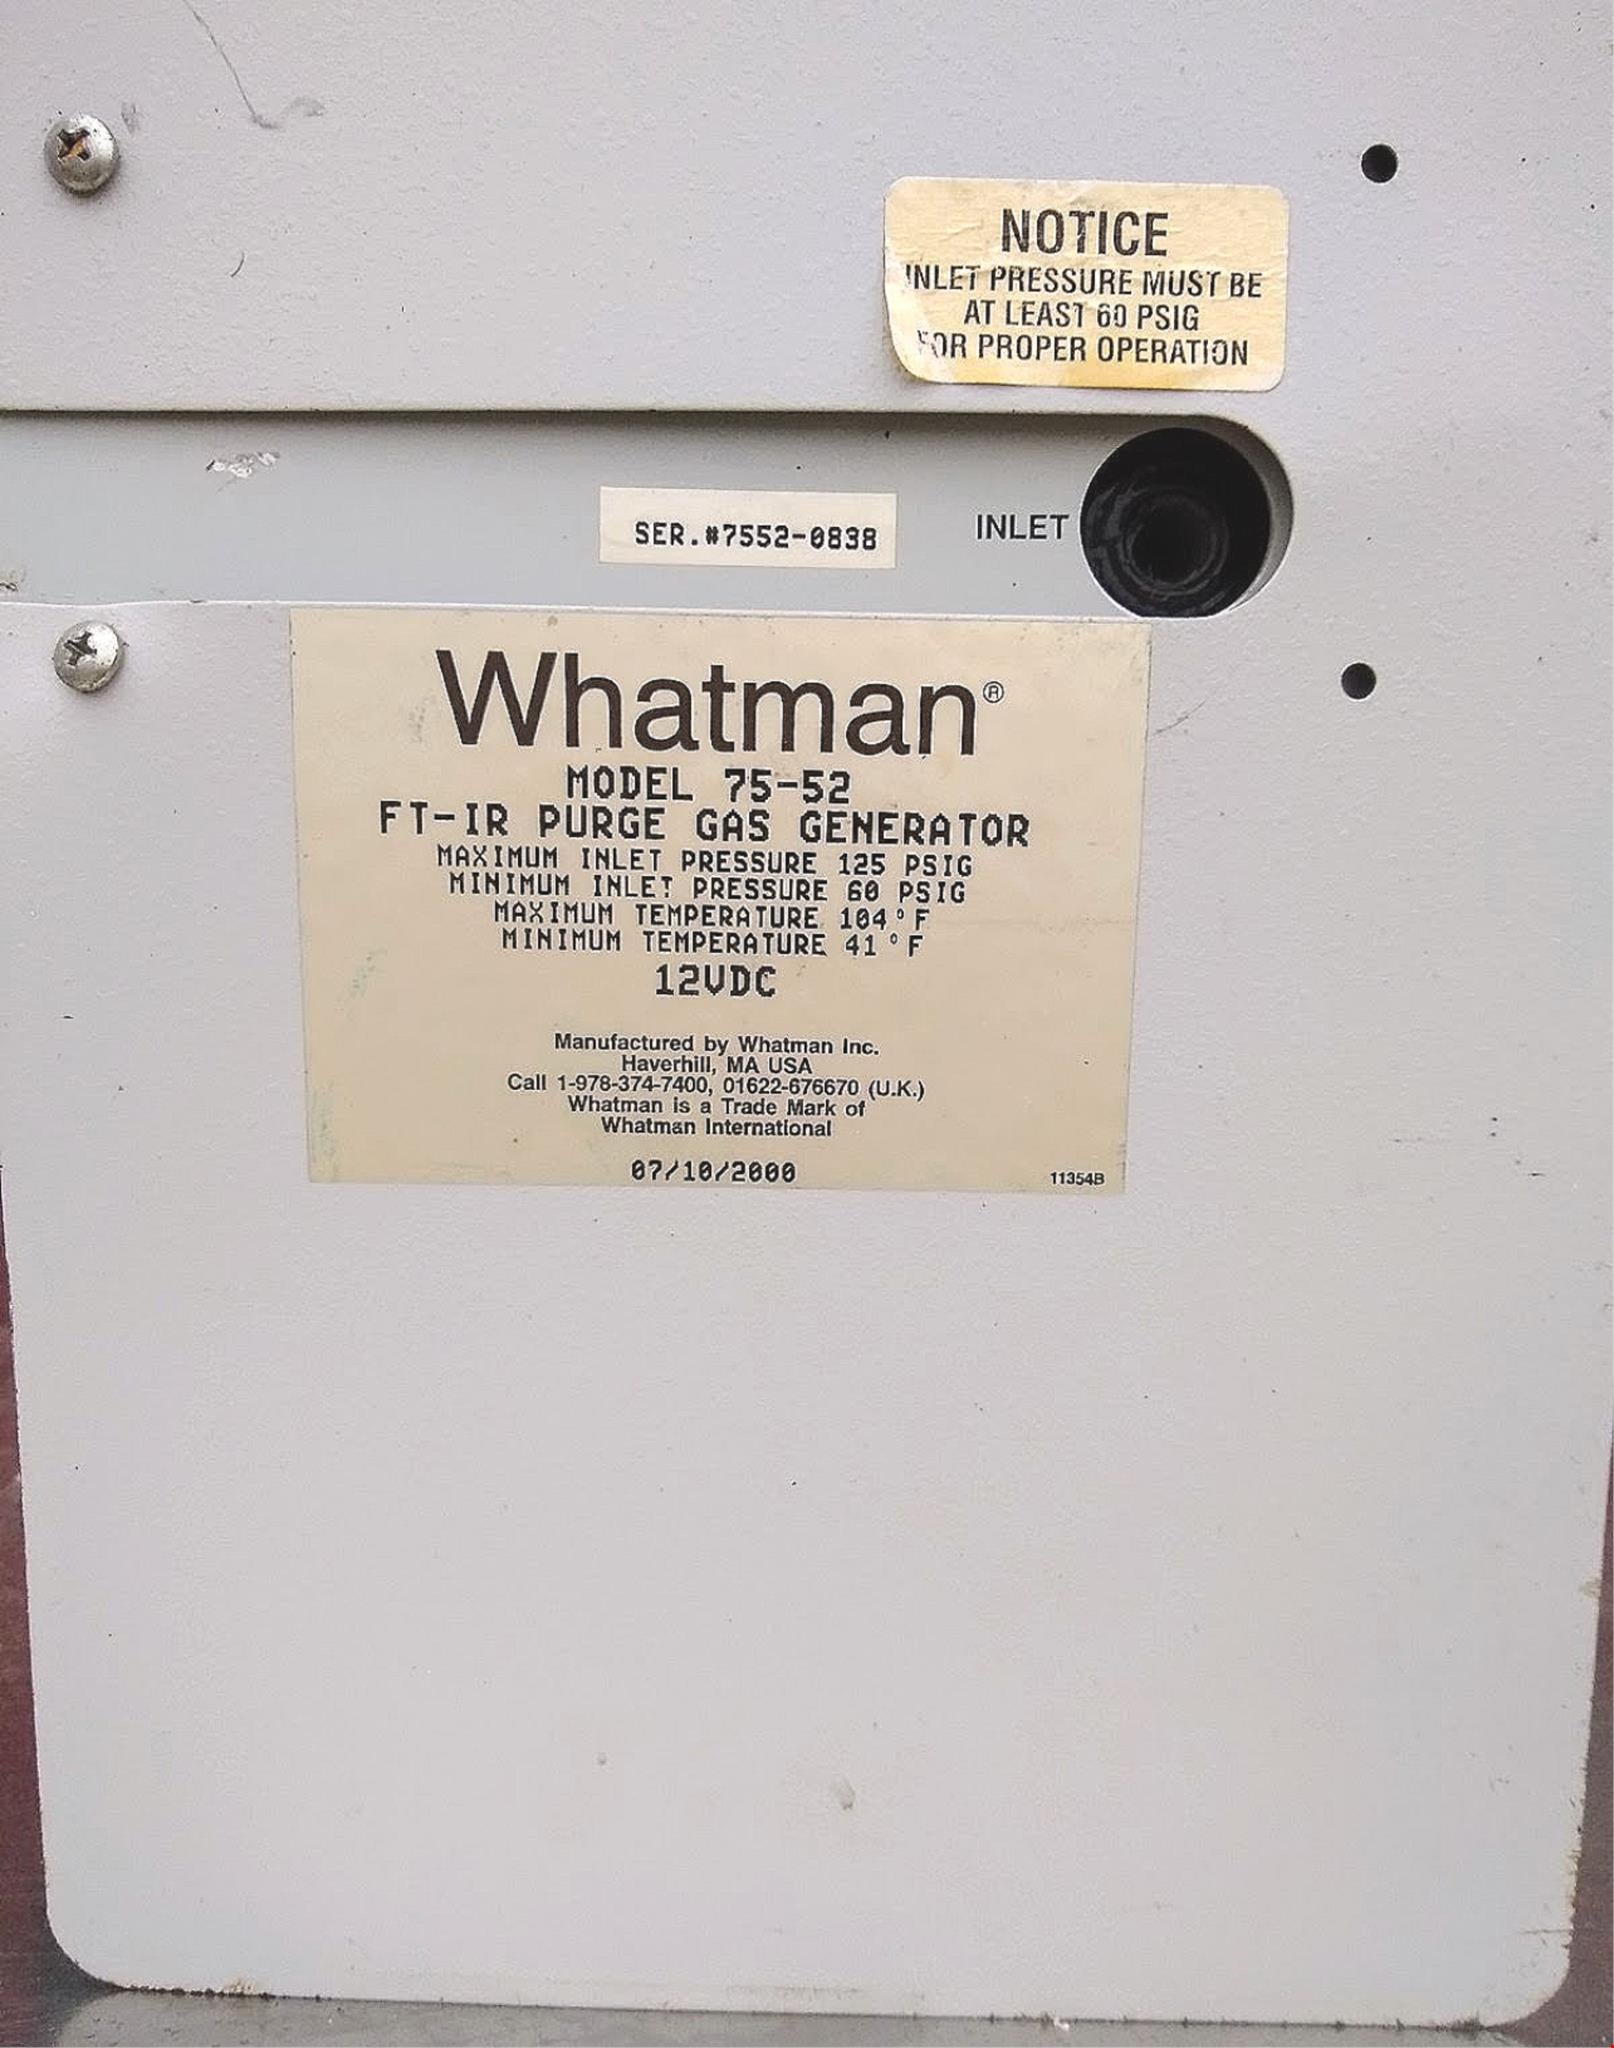 NOTICE
INLET PRESSURE MUST BE
AT LEAST 60 PSIG
FOR PROPER OPERATION
SER.#7552-0838
INLET
Whatman®
MODEL 75-52
FT-IR PURGE GAS GENERATOR
MAXIMUM INLET PRESSURE 125 PSIG
MINIMUM INLET PRESSURE 60 PSIG
MAXIMUM TEMPERATURE 104°F
MINIMUM TEMPERATURE 41°F
12VDC
Manufactured by Whatman Inc.
Haverhill, MA USA
Call 1-978-374-7400, 01622-676670 (U.K.)
Whatman is a Trade Mark of
Whatman International
07/10/2000
11354B